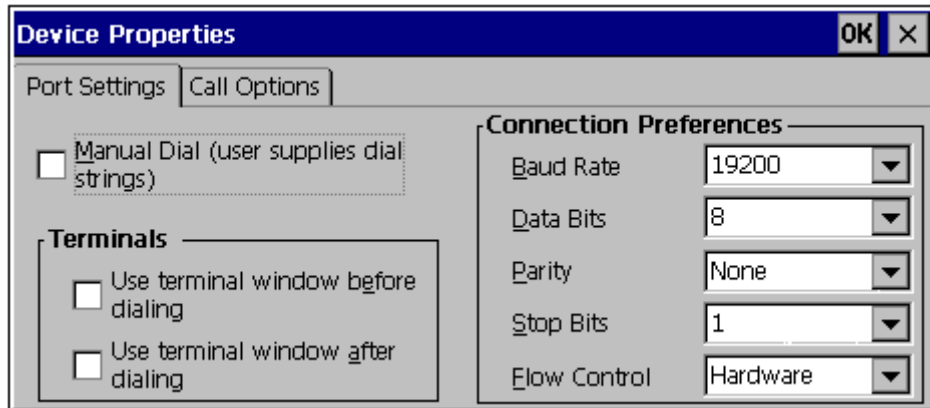 Device Properties OK ×
Port Settings Call Options
Manual Dial (user supplies dial
strings)
Terminals
Use terminal window before
dialing
Use terminal window after
dialing
Connection Preferences
Baud Rate 19200
Data Bits 8
Parity None
Stop Bits 1
Flow Control Hardware